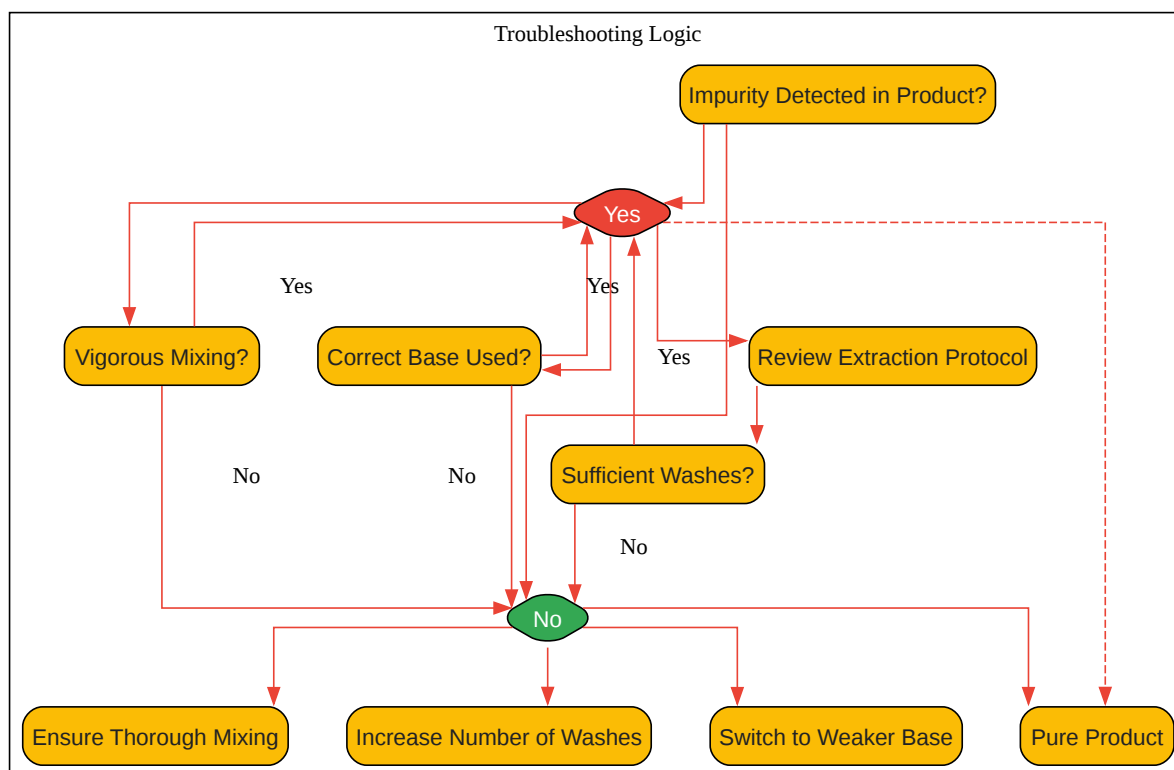 Troubleshooting Logic
Impurity Detected in Product?
Yes
Yes
Yes
Vigorous Mixing?
Correct Base Used?
Yes
Review Extraction Protocol
No
No
Sufficient Washes?
No
No
Ensure Thorough Mixing
Increase Number of Washes
Switch to Weaker Base
Pure Product